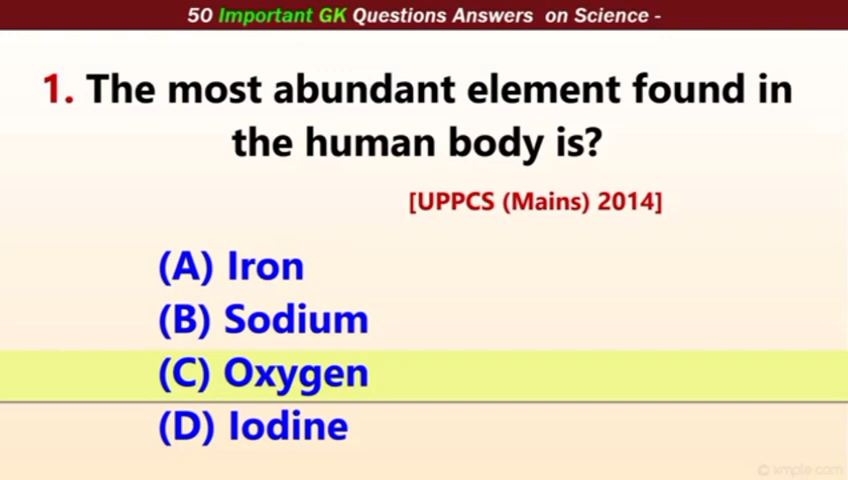 50 Important GK Questions Answers on Science -
1. The most abundant element found in
the human body is?
[UPPCS (Mains) 2014]
(A) Iron
(B) Sodium
(C) Oxygen
(D) Iodine
© xmple.com